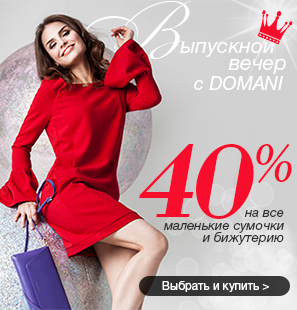 Выпускной
вечер
с DOMANI
40%
на все
маленькие сумочки
и бижутерию
Выбрать и купить >